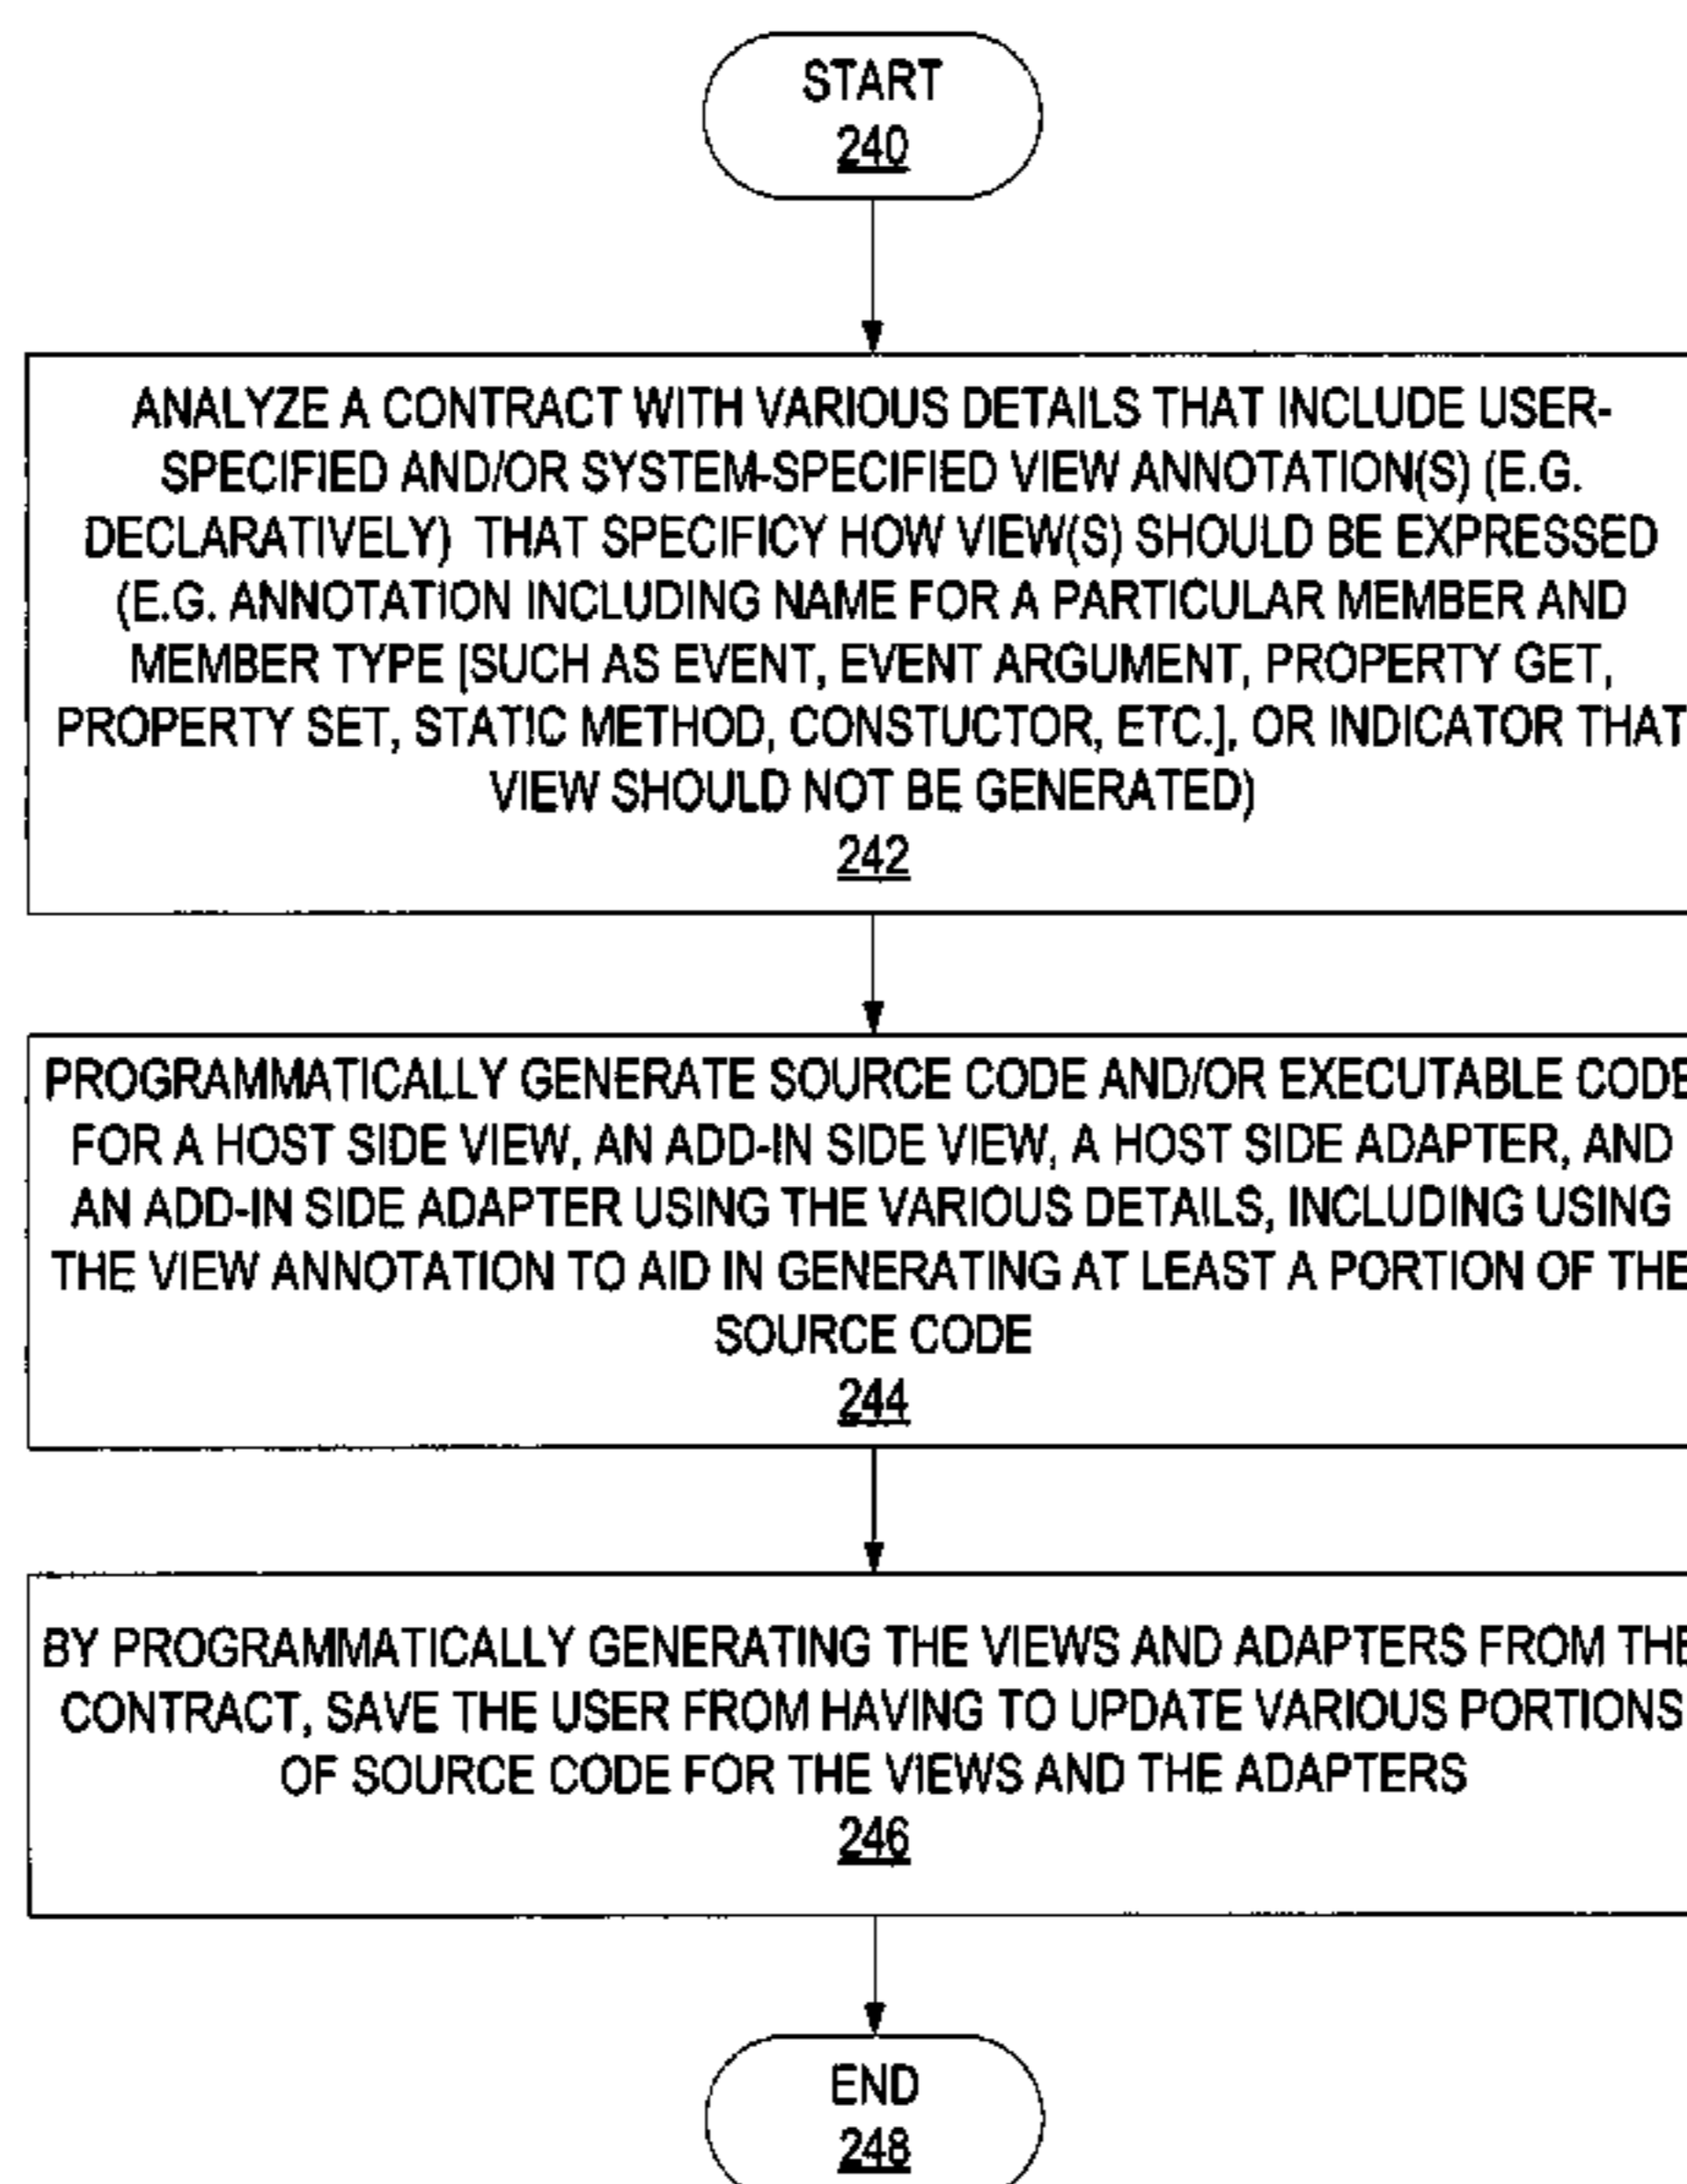 START
240
ANALYZE A CONTRACT WITH VARIOUS DETAILS THAT INCLUDE USER-
SPECIFIED AND/OR SYSTEM-SPECIFIED VIEW ANNOTATION(S) (E.G.
DECLARATIVELY) THAT SPECIFICY HOW VIEW(S) SHOULD BE EXPRESSED
(E.G. ANNOTATION INCLUDING NAME FOR A PARTICULAR MEMBER AND
MEMBER TYPE [SUCH AS EVENT, EVENT ARGUMENT, PROPERTY GET,
PROPERTY SET, STATIC METHOD, CONSTUCTOR, ETC.], OR INDICATOR THAT
VIEW SHOULD NOT BE GENERATED)
242
PROGRAMMATICALLY GENERATE SOURCE CODE AND/OR EXECUTABLE CODE
FOR A HOST SIDE VIEW, AN ADD-IN SIDE VIEW, A HOST SIDE ADAPTER, AND
AN ADD-IN SIDE ADAPTER USING THE VARIOUS DETAILS, INCLUDING USING
THE VIEW ANNOTATION TO AID IN GENERATING AT LEAST A PORTION OF THE
SOURCE CODE
244
BY PROGRAMMATICALLY GENERATING THE VIEWS AND ADAPTERS FROM THE
CONTRACT, SAVE THE USER FROM HAVING TO UPDATE VARIOUS PORTIONS
OF SOURCE CODE FOR THE VIEWS AND THE ADAPTERS
246
END
248